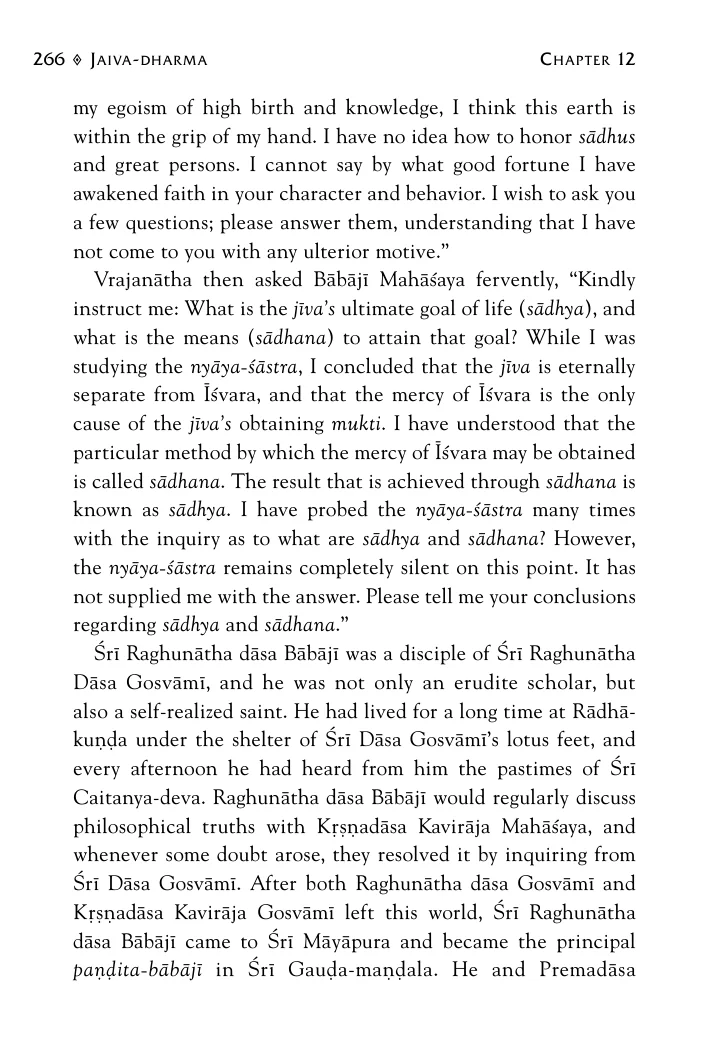 266 ◊ Jaiva-dharma Chapter 12
my egoism of high birth and knowledge, I think this earth is
within the grip of my hand. I have no idea how to honor sādhus
and great persons. I cannot say by what good fortune I have
awakened faith in your character and behavior. I wish to ask you
a few questions; please answer them, understanding that I have
not come to you with any ulterior motive.”
Vrajanātha then asked Bābājī Mahāśaya fervently, “Kindly
instruct me: What is the jīva’s ultimate goal of life (sādhya), and
what is the means (sādhana) to attain that goal? While I was
studying the nyāya-śāstra, I concluded that the jīva is eternally
separate from Īśvara, and that the mercy of Īśvara is the only
cause of the jīva’s obtaining mukti. I have understood that the
particular method by which the mercy of Īśvara may be obtained
is called sādhana. The result that is achieved through sādhana is
known as sādhya. I have probed the nyāya-śāstra many times
with the inquiry as to what are sādhya and sādhana? However,
the nyāya-śāstra remains completely silent on this point. It has
not supplied me with the answer. Please tell me your conclusions
regarding sādhya and sādhana.”
Śrī Raghunātha dāsa Bābājī was a disciple of Śrī Raghunātha
Dāsa Gosvāmī, and he was not only an erudite scholar, but
also a self-realized saint. He had lived for a long time at Rādhā-
kuṇḍa under the shelter of Śrī Dāsa Gosvāmī’s lotus feet, and
every afternoon he had heard from him the pastimes of Śrī
Caitanya-deva. Raghunātha dāsa Bābājī would regularly discuss
philosophical truths with Kṛṣṇadāsa Kavirāja Mahāśaya, and
whenever some doubt arose, they resolved it by inquiring from
Śrī Dāsa Gosvāmī. After both Raghunātha dāsa Gosvāmī and
Kṛṣṇadāsa Kavirāja Gosvāmī left this world, Śrī Raghunātha
dāsa Bābājī came to Śrī Māyāpura and became the principal
paṇḍita-bābājī in Śrī Gauḍa-maṇḍala. He and Premadāsa